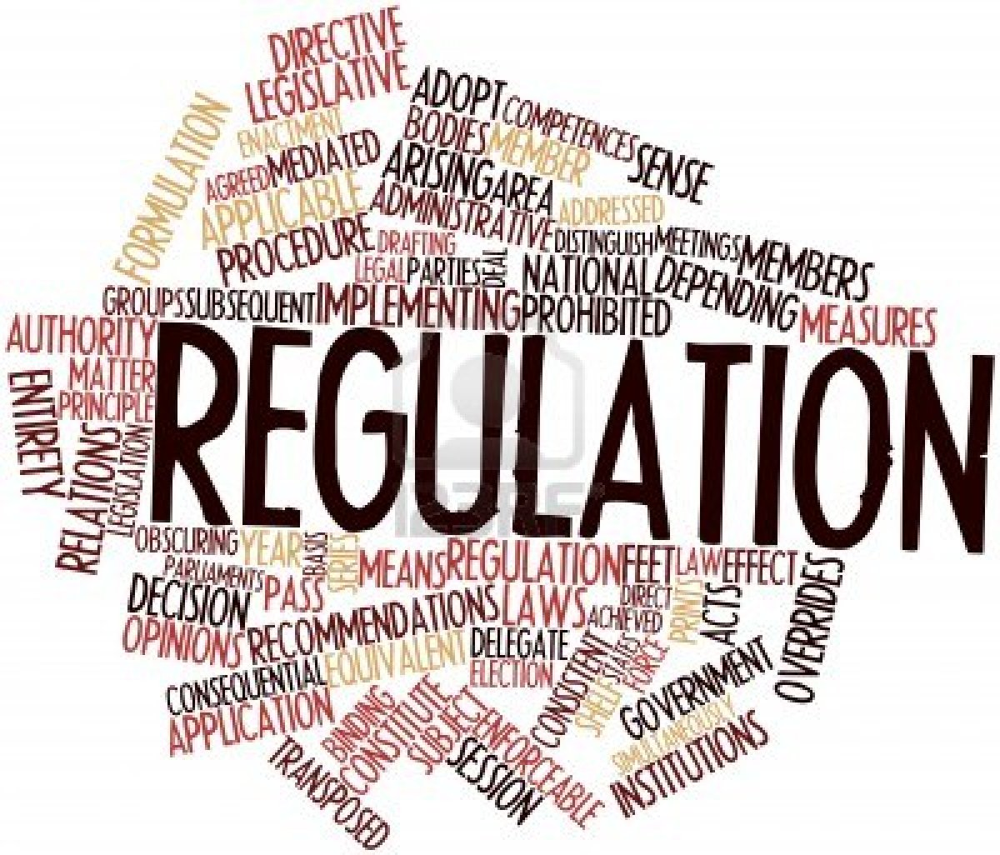 DIRECTIVE
LEGISLATIVE
ADOPT
COMPETENCES
SENSE
FORMULATION
ENACTMENT
BODIES
MEMBER
AGREED
MEDIATED
ARISING
AREA
ADDRESSED
APPLICABLE
ADMINISTRATIVE
DISTINGUISH
MEETINGS
MEMBERS
PROCEDURE
DRAFTING
LEGAL
PARTIES
DEAL
NATIONAL
DEPENDING
GROUPS
SUBSEQUENT
IMPLEMENTING
PROHIBITED
MEASURES
AUTHORITY
MATTER
PRINCIPLE
ENTIRETY
RELATIONS
LEGISLATION
REGULATION
123RF
OBSCURING
YEAR
BASIS
SERIES
MEANS
REGULATION
FEET
LAW
EFFECT
OVERRIDES
PARLIAMENTS
PASS
DECISION
OPINIONS
RECOMMENDATIONS
LAWS
DIRECT
ACHIEVED
PRINTS
ACTS
CONSEQUENTIAL
EQUIVALENT
DELEGATE
ELECTION
CONSISTENT
SHELF
STATES
FORCE
GOVERNMENT
SIMULTANEOUSLY
INSTITUTIONS
APPLICATION
BINDING
CONSTITUTE
SUBJECT
ENFORCEABLE
SESSION
TRANSPOSED